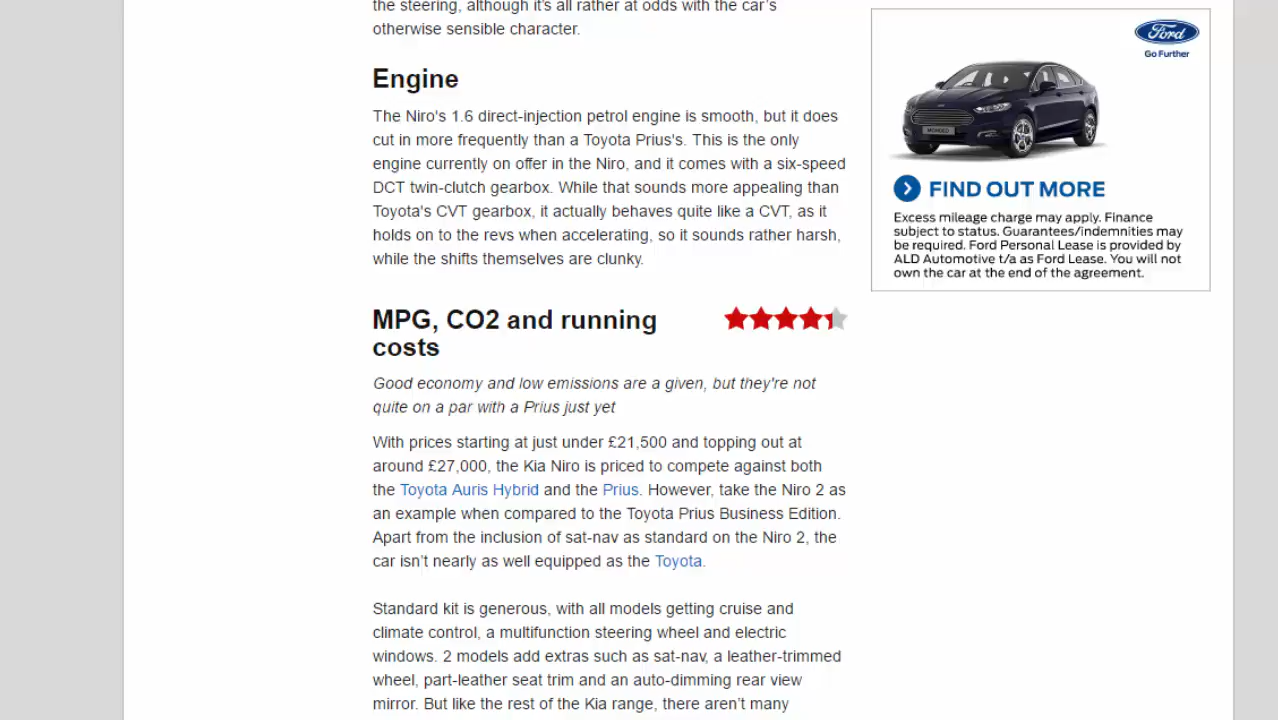 the steering, although it's all rather at odds with the car's
otherwise sensible character.
Engine
The Niro's 1.6 direct-injection petrol engine is smooth, but it does
cut in more frequently than a Toyota Prius's. This is the only
engine currently on offer in the Niro, and it comes with a six-speed
DCT twin-clutch gearbox. While that sounds more appealing than
Toyota's CVT gearbox, it actually behaves quite like a CVT, as it
holds on to the revs when accelerating, so it sounds rather harsh,
while the shifts themselves are clunky.
MPG, CO2 and running
costs
Good economy and low emissions are a given, but they're not
quite on a par with a Prius just yet
With prices starting at just under £21,500 and topping out at
around £27,000, the Kia Niro is priced to compete against both
the Toyota Auris Hybrid and the Prius. However, take the Niro 2 as
an example when compared to the Toyota Prius Business Edition.
Apart from the inclusion of sat-nav as standard on the Niro 2, the
car isn't nearly as well equipped as the Toyota.
Standard kit is generous, with all models getting cruise and
climate control, a multifunction steering wheel and electric
windows. 2 models add extras such as sat-nav, a leather-trimmed
wheel, part-leather seat trim and an auto-dimming rear view
mirror. But like the rest of the Kia range, there aren't many
Ford
Go Further
MONDEO
FIND OUT MORE
Excess mileage charge may apply. Finance
subject to status. Guarantees/indemnities may
be required. Ford Personal Lease is provided by
ALD Automotive t/a as Ford Lease. You will not
own the car at the end of the agreement.